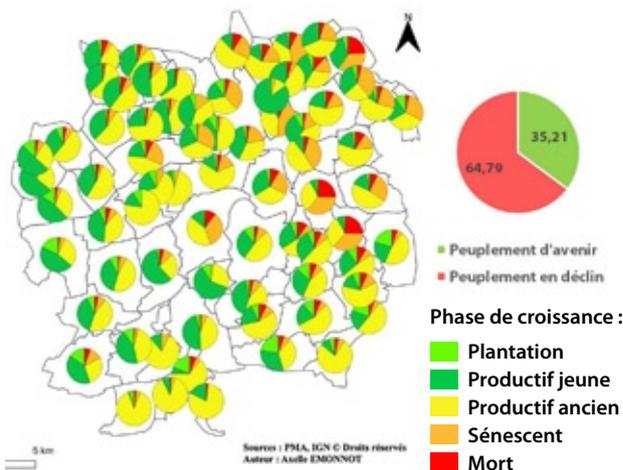 N
35,21
64,79
Peuplement d'avenir
Peuplement en déclin
Phase de croissance :
Plantation
Productif jeune
Productif ancien
Sénescent
Mort
5 km
Sources : PMA, IGN © Droits réservés
Auteur : Axelle EMONNOT